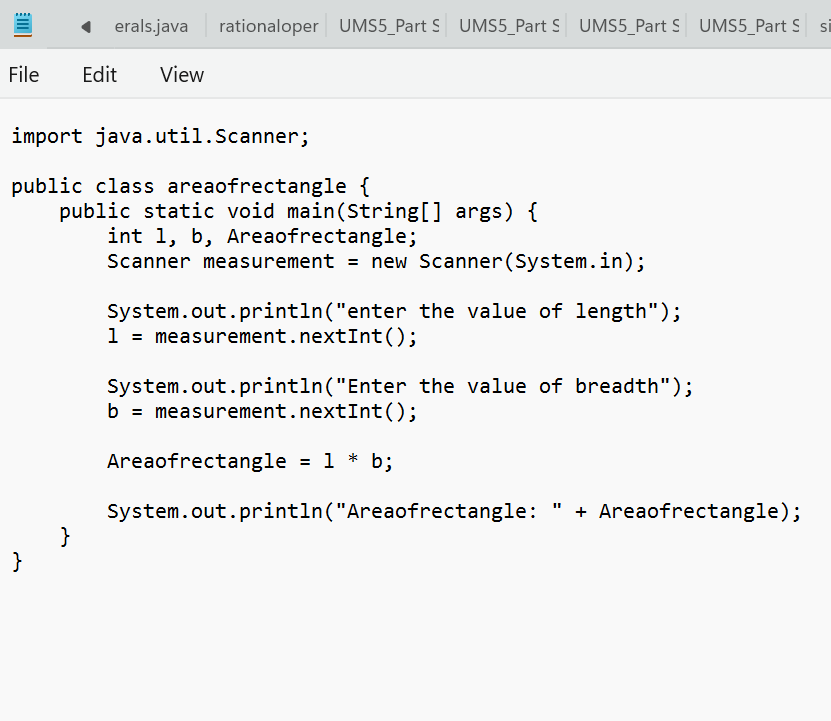 erals.java rationaloper UMS5_Part S UMS5_Part S UMS5_Part S UMS5_Part S si
File Edit View
import java.util.Scanner;
public class areaofrectangle {
    public static void main(String[] args) {
        int l, b, Areaofrectangle;
        Scanner measurement = new Scanner(System.in);
        System.out.println("enter the value of length");
        l = measurement.nextInt();
        System.out.println("Enter the value of breadth");
        b = measurement.nextInt();
        Areaofrectangle = l * b;
        System.out.println("Areaofrectangle: " + Areaofrectangle);
    }
}